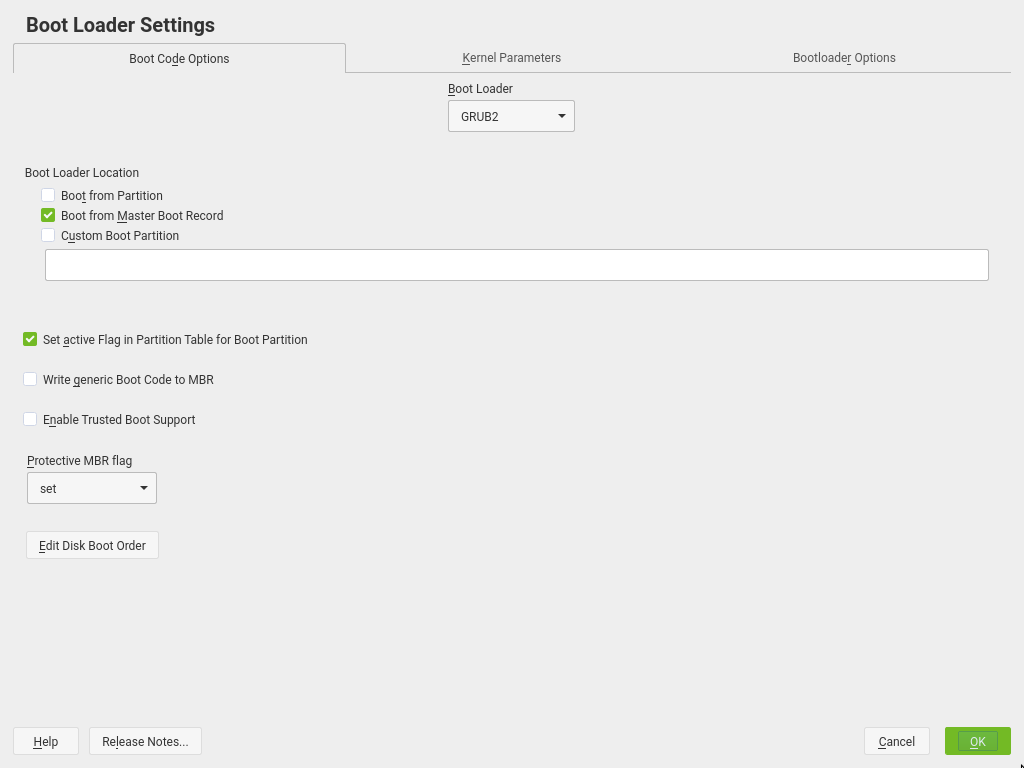 Boot Loader Settings
Boot Code Options
Kernel Parameters
Bootloader Options
Boot Loader
GRUB2
Boot Loader Location
Boot from Partition
Boot from Master Boot Record
Custom Boot Partition
Set active Flag in Partition Table for Boot Partition
Write generic Boot Code to MBR
Enable Trusted Boot Support
Protective MBR flag
set
Edit Disk Boot Order
Help
Release Notes...
Cancel
OK